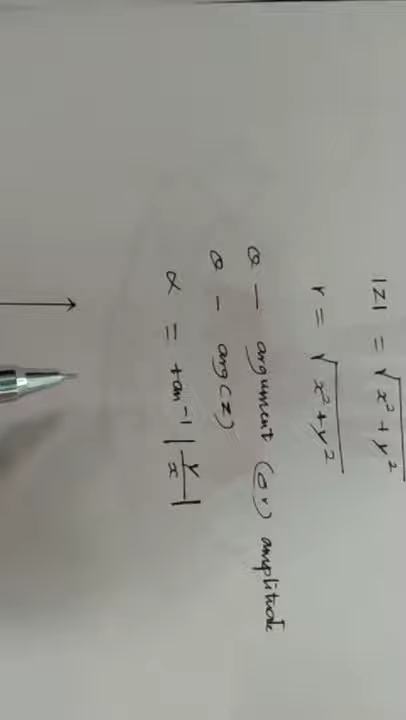 |z| = √x²+y²
r = √x²+y²
θ – argument (or) amplitude
θ – arg(z)
α = tan⁻¹ |y/x|